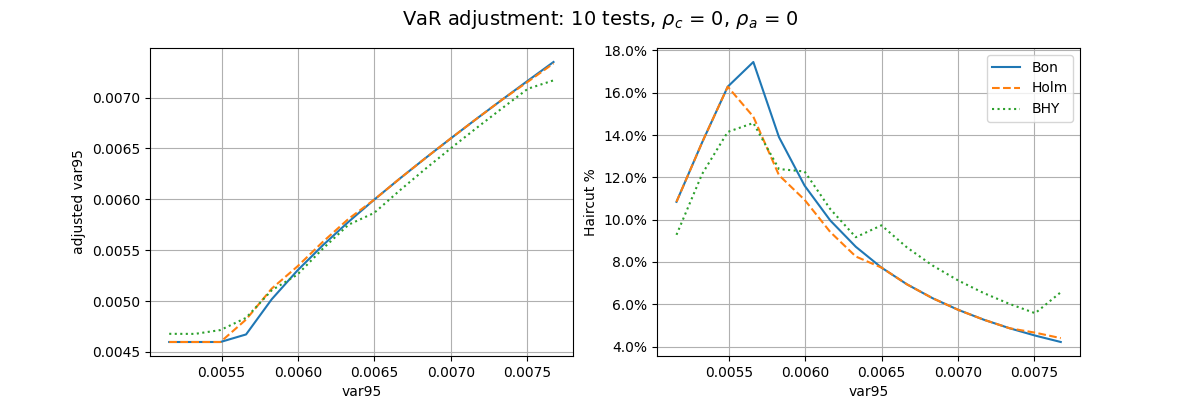 VaR adjustment: 10 tests, ρc = 0, ρa = 0
0.0070
0.0065
0.0060
0.0055
0.0050
0.0045
adjusted var95
0.0055 0.0060 0.0065 0.0070 0.0075
var95
18.0%
16.0%
14.0%
12.0%
10.0%
8.0%
6.0%
4.0%
Haircut %
Bon
Holm
BHY
0.0055 0.0060 0.0065 0.0070 0.0075
var95